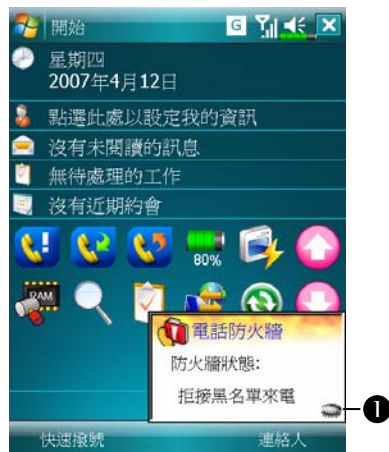 開始
G
星期四
2007年4月12日
點選此處以設定我的資訊
沒有未閱讀的訊息
無待處理的工作
沒有近期約會
80%
RAM
電話防火牆
防火牆狀態:
拒接黑名單來電
1
快速撥號
連絡人